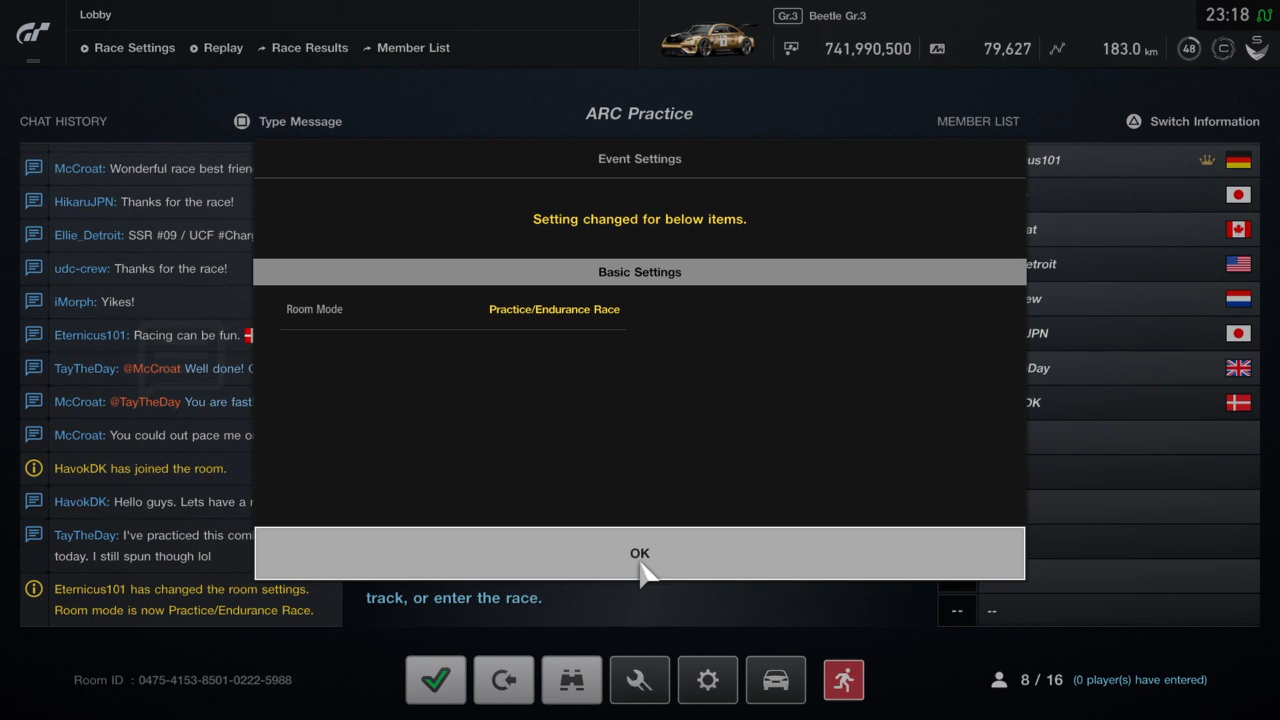 Lobby
Race Settings Replay Race Results Member List
Gr.3 Beetle Gr.3
741,990,500 79,627 183.0 km 48 C S
23:18
CHAT HISTORY Type Message
ARC Practice
MEMBER LIST Switch Information
McCroat: Wonderful race best frien
HikaruJPN: Thanks for the race!
Ellie_Detroit: SSR #09 / UCF #Char
udc-crew: Thanks for the race!
iMorph: Yikes!
Eternicus101: Racing can be fun.
TayTheDay: @McCroat Well done!
McCroat: @TayTheDay You are fast
McCroat: You could out pace me o
HavokDK has joined the room.
HavokDK: Hello guys. Lets have a
TayTheDay: I've practiced this com
today. I still spun though lol
Eternicus101 has changed the room settings.
Room mode is now Practice/Endurance Race.
Event Settings
Setting changed for below items.
Basic Settings
Room Mode Practice/Endurance Race
OK
track, or enter the race.
us101
at
etroit
ew
JPN
Day
DK
-- --
Room ID : 0475-4153-8501-0222-5988
8 / 16 (0 player(s) have entered)